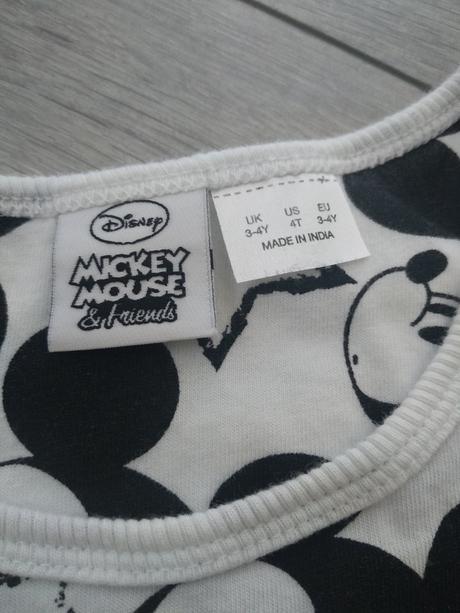 Disney
MICKEY
MOUSE
& Friends
UK US EU
3-4Y 4T 3-4Y
MADE IN INDIA